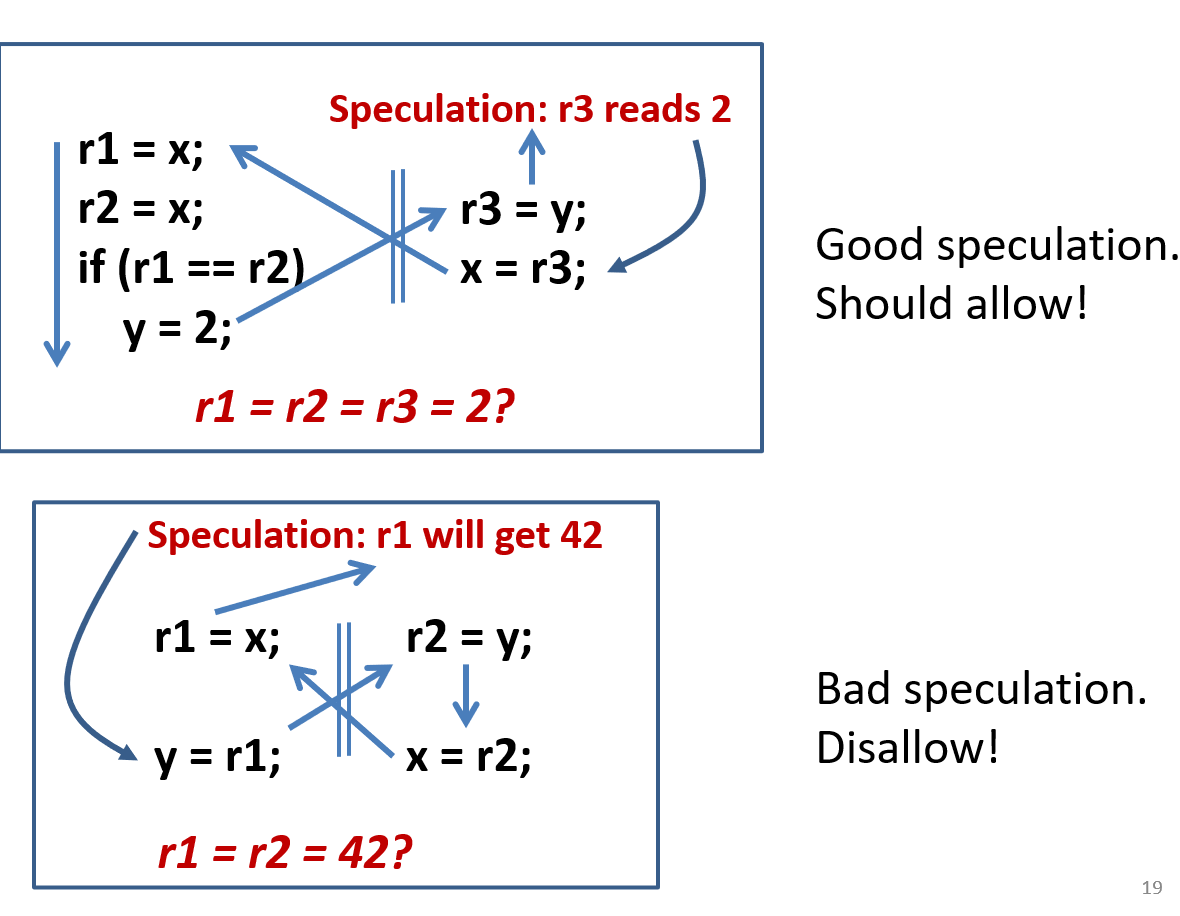 Speculation: r3 reads 2
r1 = x;
r2 = x;
if (r1 == r2)
y = 2;
r3 = y;
x = r3;
r1 = r2 = r3 = 2?
Good speculation.
Should allow!
Speculation: r1 will get 42
r1 = x;
y = r1;
r2 = y;
x = r2;
r1 = r2 = 42?
Bad speculation.
Disallow!
19